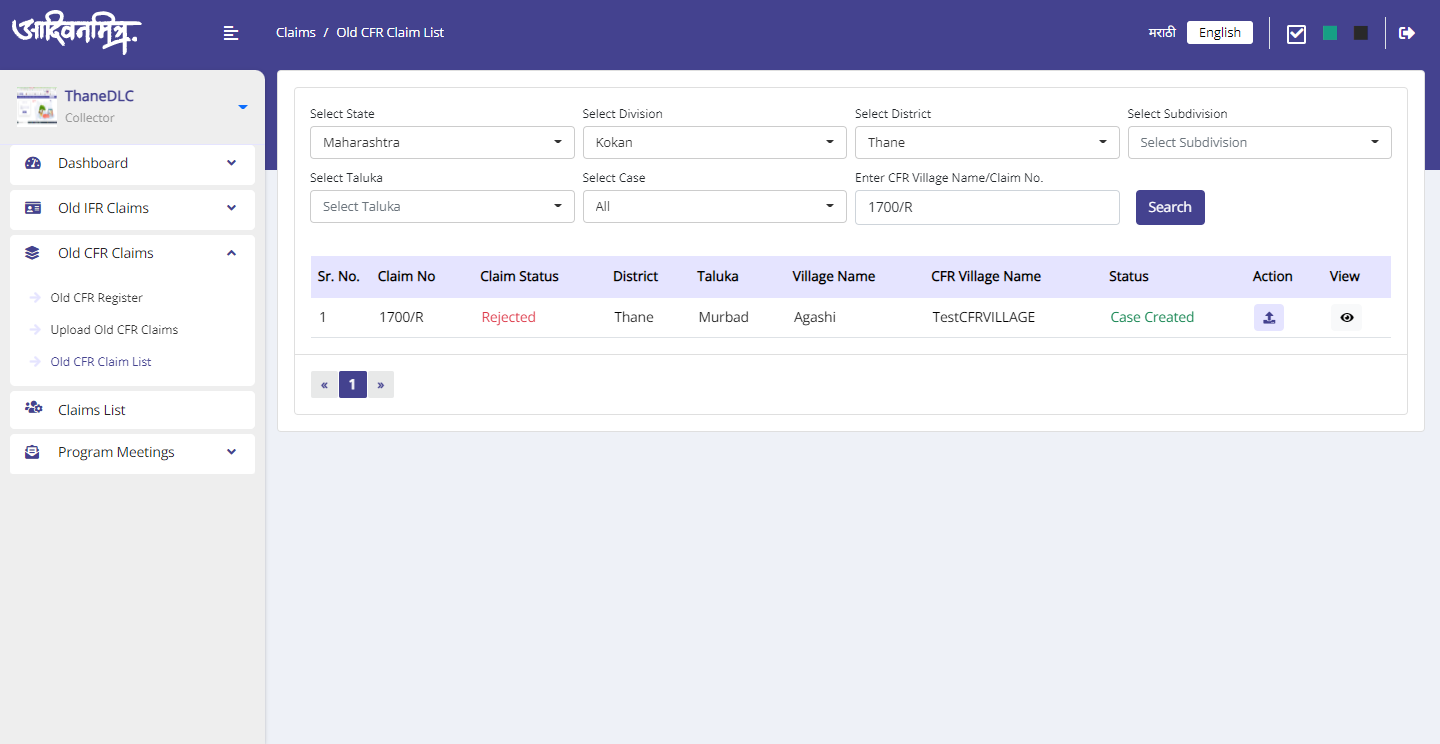 आदिवनमित्र
Claims / Old CFR Claim List
मराठी English
ThaneDLC
Collector
Dashboard
Old IFR Claims
Old CFR Claims
Old CFR Register
Upload Old CFR Claims
Old CFR Claim List
Claims List
Program Meetings
Select State Select Division Select District Select Subdivision
Maharashtra Kokan Thane Select Subdivision
Select Taluka Select Case Enter CFR Village Name/Claim No.
Select Taluka All 1700/R Search
Sr. No. Claim No Claim Status District Taluka Village Name CFR Village Name Status Action View
1 1700/R Rejected Thane Murbad Agashi TestCFRVILLAGE Case Created
« 1 »